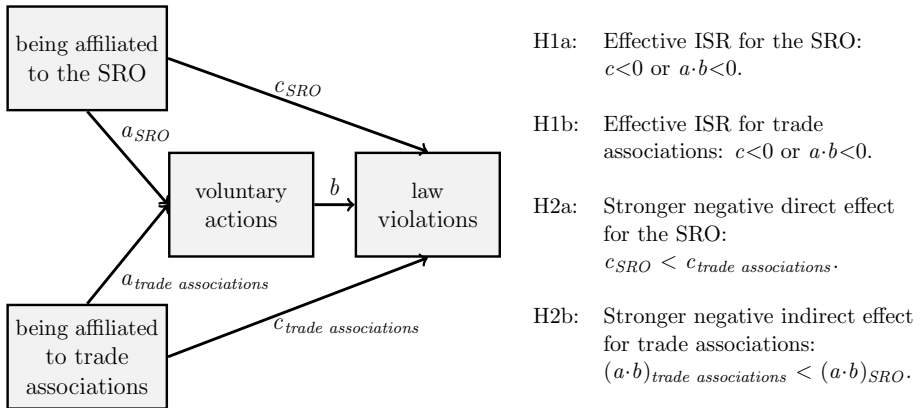 being affiliated
to the SRO
c_SRO
a_SRO
voluntary
actions
b
law
violations
a_trade associations
being affiliated
to trade
associations
c_trade associations
H1a: Effective ISR for the SRO:
c<0 or a·b<0.
H1b: Effective ISR for trade
associations: c<0 or a·b<0.
H2a: Stronger negative direct effect
for the SRO:
c_SRO < c_trade associations.
H2b: Stronger negative indirect effect
for trade associations:
(a·b)_trade associations < (a·b)_SRO.